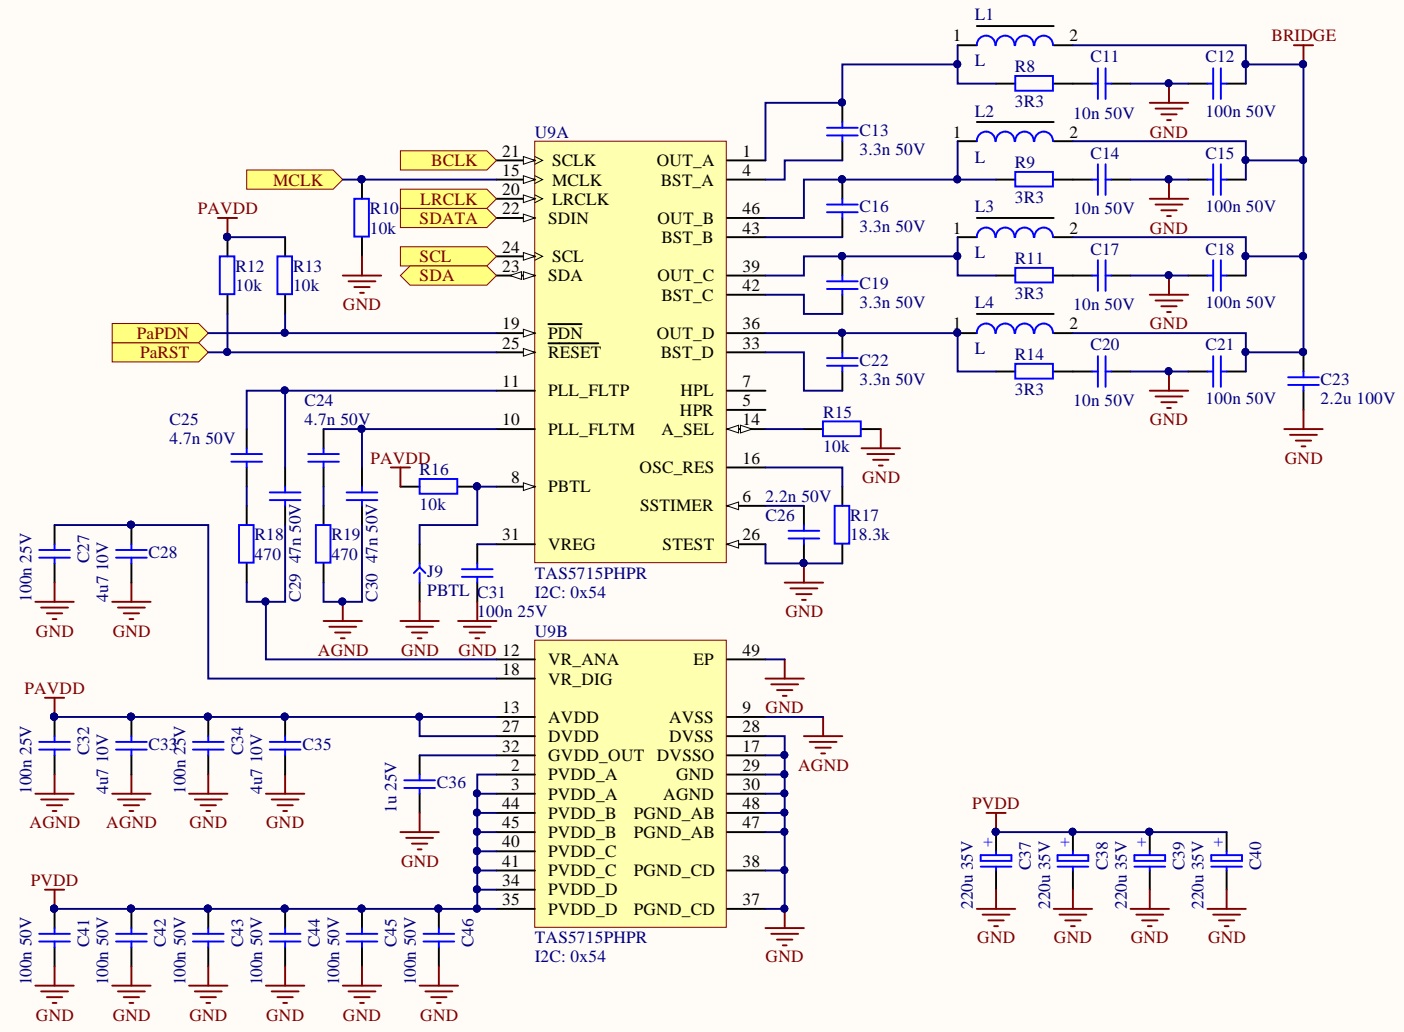 L1
1
2
L
R8
3R3
C11
10n 50V
GND
C12
100n 50V
BRIDGE
L2
1
2
L
R9
3R3
C14
10n 50V
GND
C15
100n 50V
L3
1
2
L
R11
3R3
C17
10n 50V
GND
C18
100n 50V
L4
1
2
L
R14
3R3
C20
10n 50V
GND
C21
100n 50V
C23
2.2u 100V
GND
C13
3.3n 50V
C16
3.3n 50V
C19
3.3n 50V
C22
3.3n 50V
U9A
BCLK 21 SCLK
MCLK 15 MCLK
LRCLK 20 LRCLK
SDATA 22 SDIN
SCL 24 SCL
SDA 23 SDA
PaPDN 19 PDN
PaRST 25 RESET
11 PLL_FLTP
10 PLL_FLTM
8 PBTL
31 VREG
OUT_A 1
BST_A 4
OUT_B 46
BST_B 43
OUT_C 39
BST_C 42
OUT_D 36
BST_D 33
HPL 7
HPR 5
A_SEL 14
OSC_RES 16
SSTIMER 6
STEST 26
TAS5715PHPR
I2C: 0x54
R10
10k
GND
PAVDD
R12
10k
R13
10k
C25
4.7n 50V
C24
4.7n 50V
R18
470
C29 47n 50V
R19
470
C30 47n 50V
AGND
PAVDD
R16
10k
J9
PBTL
GND
C31
100n 25V
GND
R15
10k
GND
2.2n 50V
C26
R17
18.3k
GND
C27
100n 25V
GND
C28
4u7 10V
GND
U9B
12 VR_ANA
18 VR_DIG
13 AVDD
27 DVDD
32 GVDD_OUT
2 PVDD_A
3 PVDD_A
44 PVDD_B
45 PVDD_B
40 PVDD_C
41 PVDD_C
34 PVDD_D
35 PVDD_D
EP 49
AVSS 9
DVSS 28
DVSSO 17
GND 29
AGND 30
PGND_AB 48
PGND_AB 47
PGND_CD 38
PGND_CD 37
TAS5715PHPR
I2C: 0x54
GND
AGND
GND
PAVDD
C32
100n 25V
AGND
C33
4u7 10V
AGND
C34
100n 25V
GND
C35
4u7 10V
GND
C36
1u 25V
GND
PVDD
C41
100n 50V
GND
C42
100n 50V
GND
C43
100n 50V
GND
C44
100n 50V
GND
C45
100n 50V
GND
C46
100n 50V
GND
PVDD
+
C37
220u 35V
GND
+
C38
220u 35V
GND
+
C39
220u 35V
GND
+
C40
220u 35V
GND